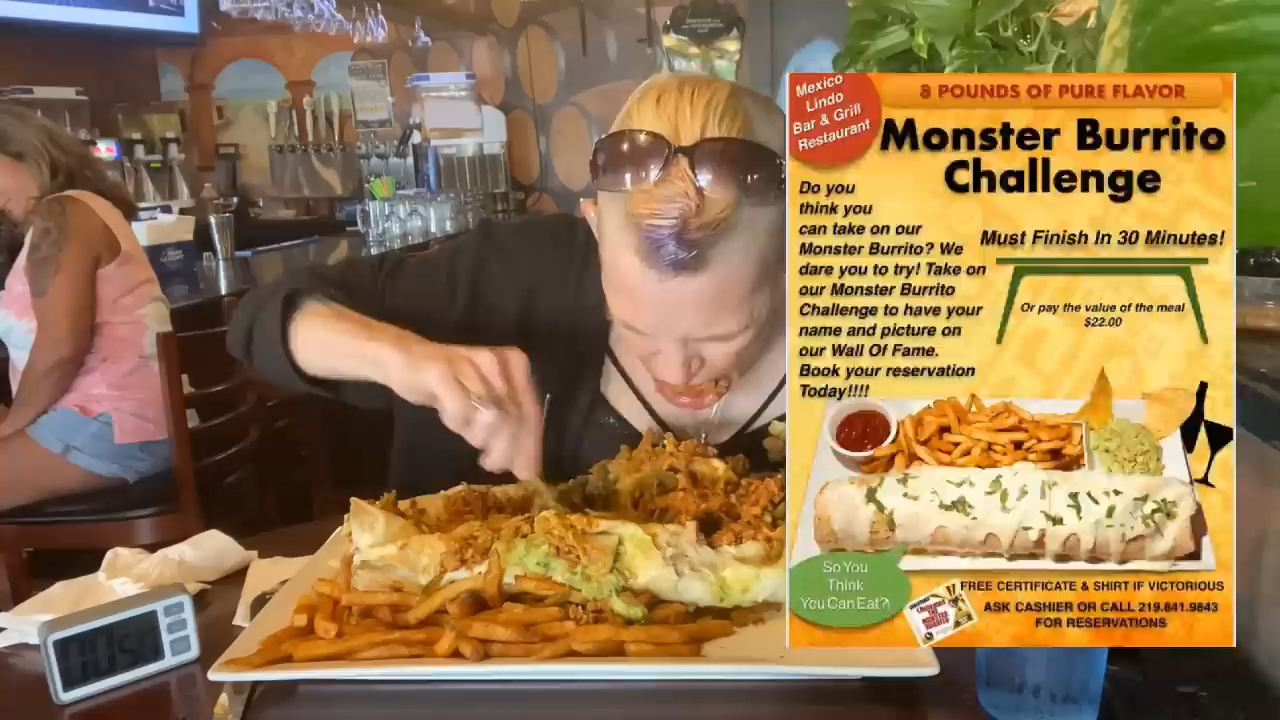 Mexico
Lindo
Bar & Grill
Restaurant
8 POUNDS OF PURE FLAVOR
Monster Burrito
Challenge
Do you
think you
can take on our
Monster Burrito? We
dare you to try! Take on
our Monster Burrito
Challenge to have your
name and picture on
our Wall Of Fame.
Book your reservation
Today!!!!
Must Finish In 30 Minutes!
Or pay the value of the meal
$22.00
So You
Think
You Can Eat?!
FREE CERTIFICATE & SHIRT IF VICTORIOUS
ASK CASHIER OR CALL 219.841.9843
FOR RESERVATIONS